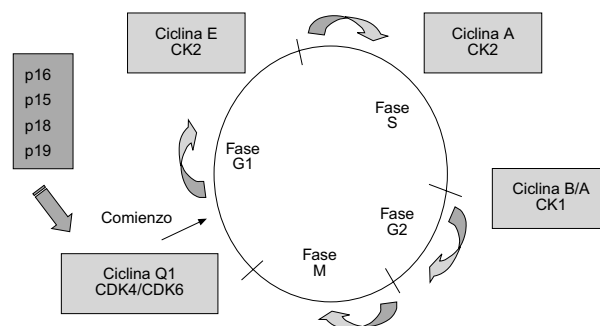 Ciclina E
CK2
Ciclina A
CK2
p16
p15
p18
p19
Fase
S
Fase
G1
Ciclina B/A
CK1
Comienzo
Fase
G2
Fase
M
Ciclina Q1
CDK4/CDK6